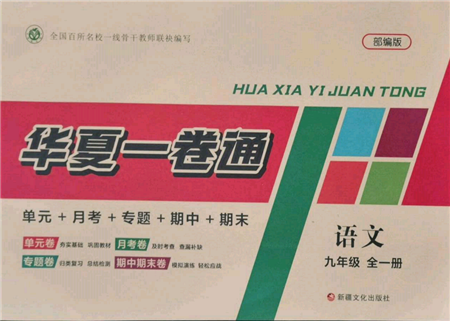 全国百所名校一线骨干教师联袂编写
部编版
HUA XIA YI JUAN TONG
华夏一卷通
单元 + 月考 + 专题 + 期中 + 期末
单元卷 夯实基础 巩固教材 月考卷 及时考查 查漏补缺
专题卷 归类复习 总结检测 期中期末卷 模拟演练 轻松应战
语文
九年级 全一册
新疆文化出版社